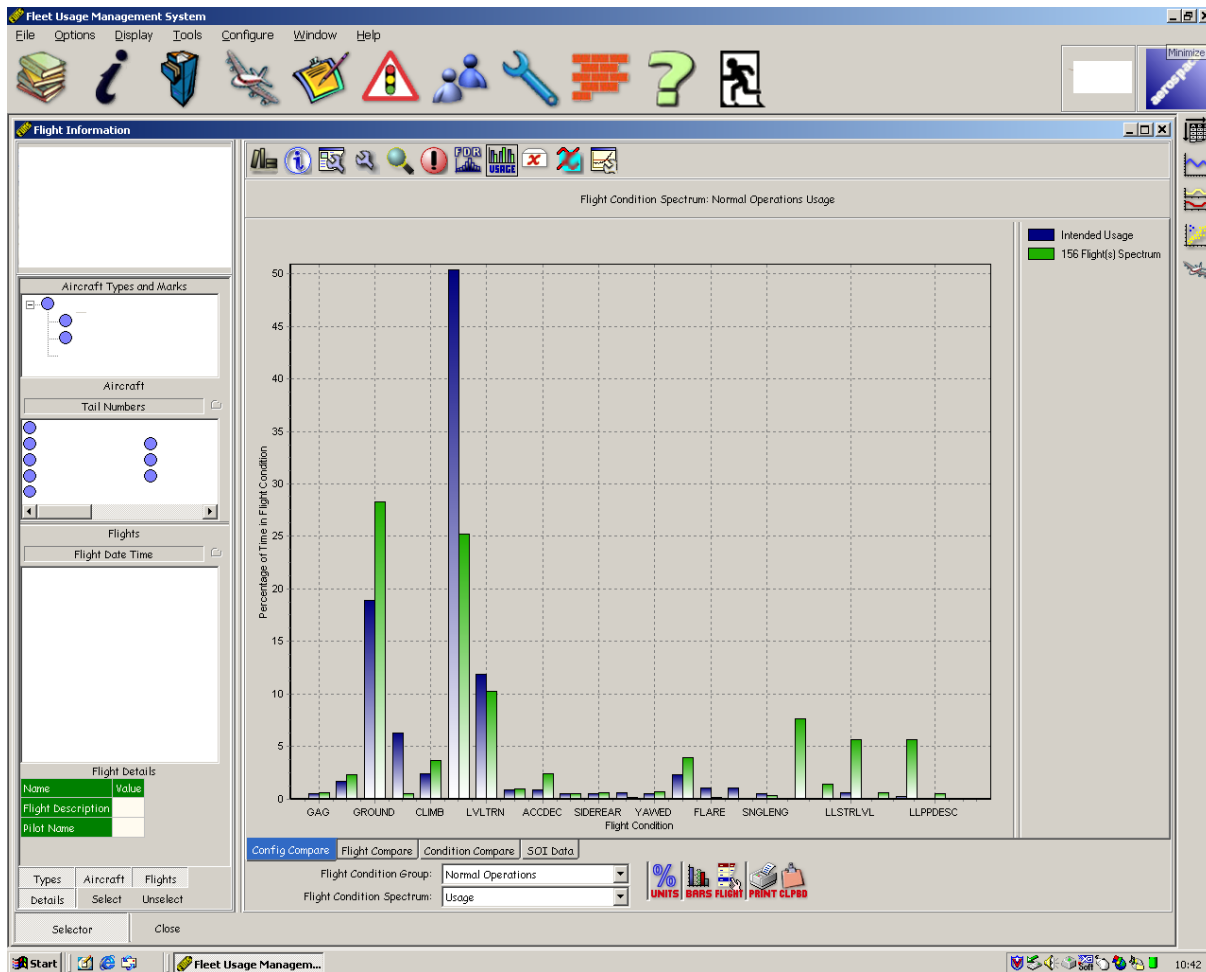 Fleet Usage Management System
File Options Display Tools Configure Window Help
Minimize
aerospac
Flight Information
FDR
USAGE
Flight Condition Spectrum: Normal Operations Usage
Intended Usage
156 Flight(s) Spectrum
Aircraft Types and Marks
Aircraft
Tail Numbers
Flights
Flight Date Time
Flight Details
Name Value
Flight Description
Pilot Name
Types Aircraft Flights
Details Select Unselect
Selector Close
Percentage of Time in Flight Condition
50
45
40
35
30
25
20
15
10
5
0
GAG GROUND CLIMB LVLTRN ACCDEC SIDEREAR YAWED FLARE SNGLENG LLSTRLVL LLPPDESC
Flight Condition
Config Compare Flight Compare Condition Compare SOI Data
Flight Condition Group: Normal Operations
Flight Condition Spectrum: Usage
% UNITS BARS FLIGHT PRINT CLPBD
Start Fleet Usage Managem... 10:42